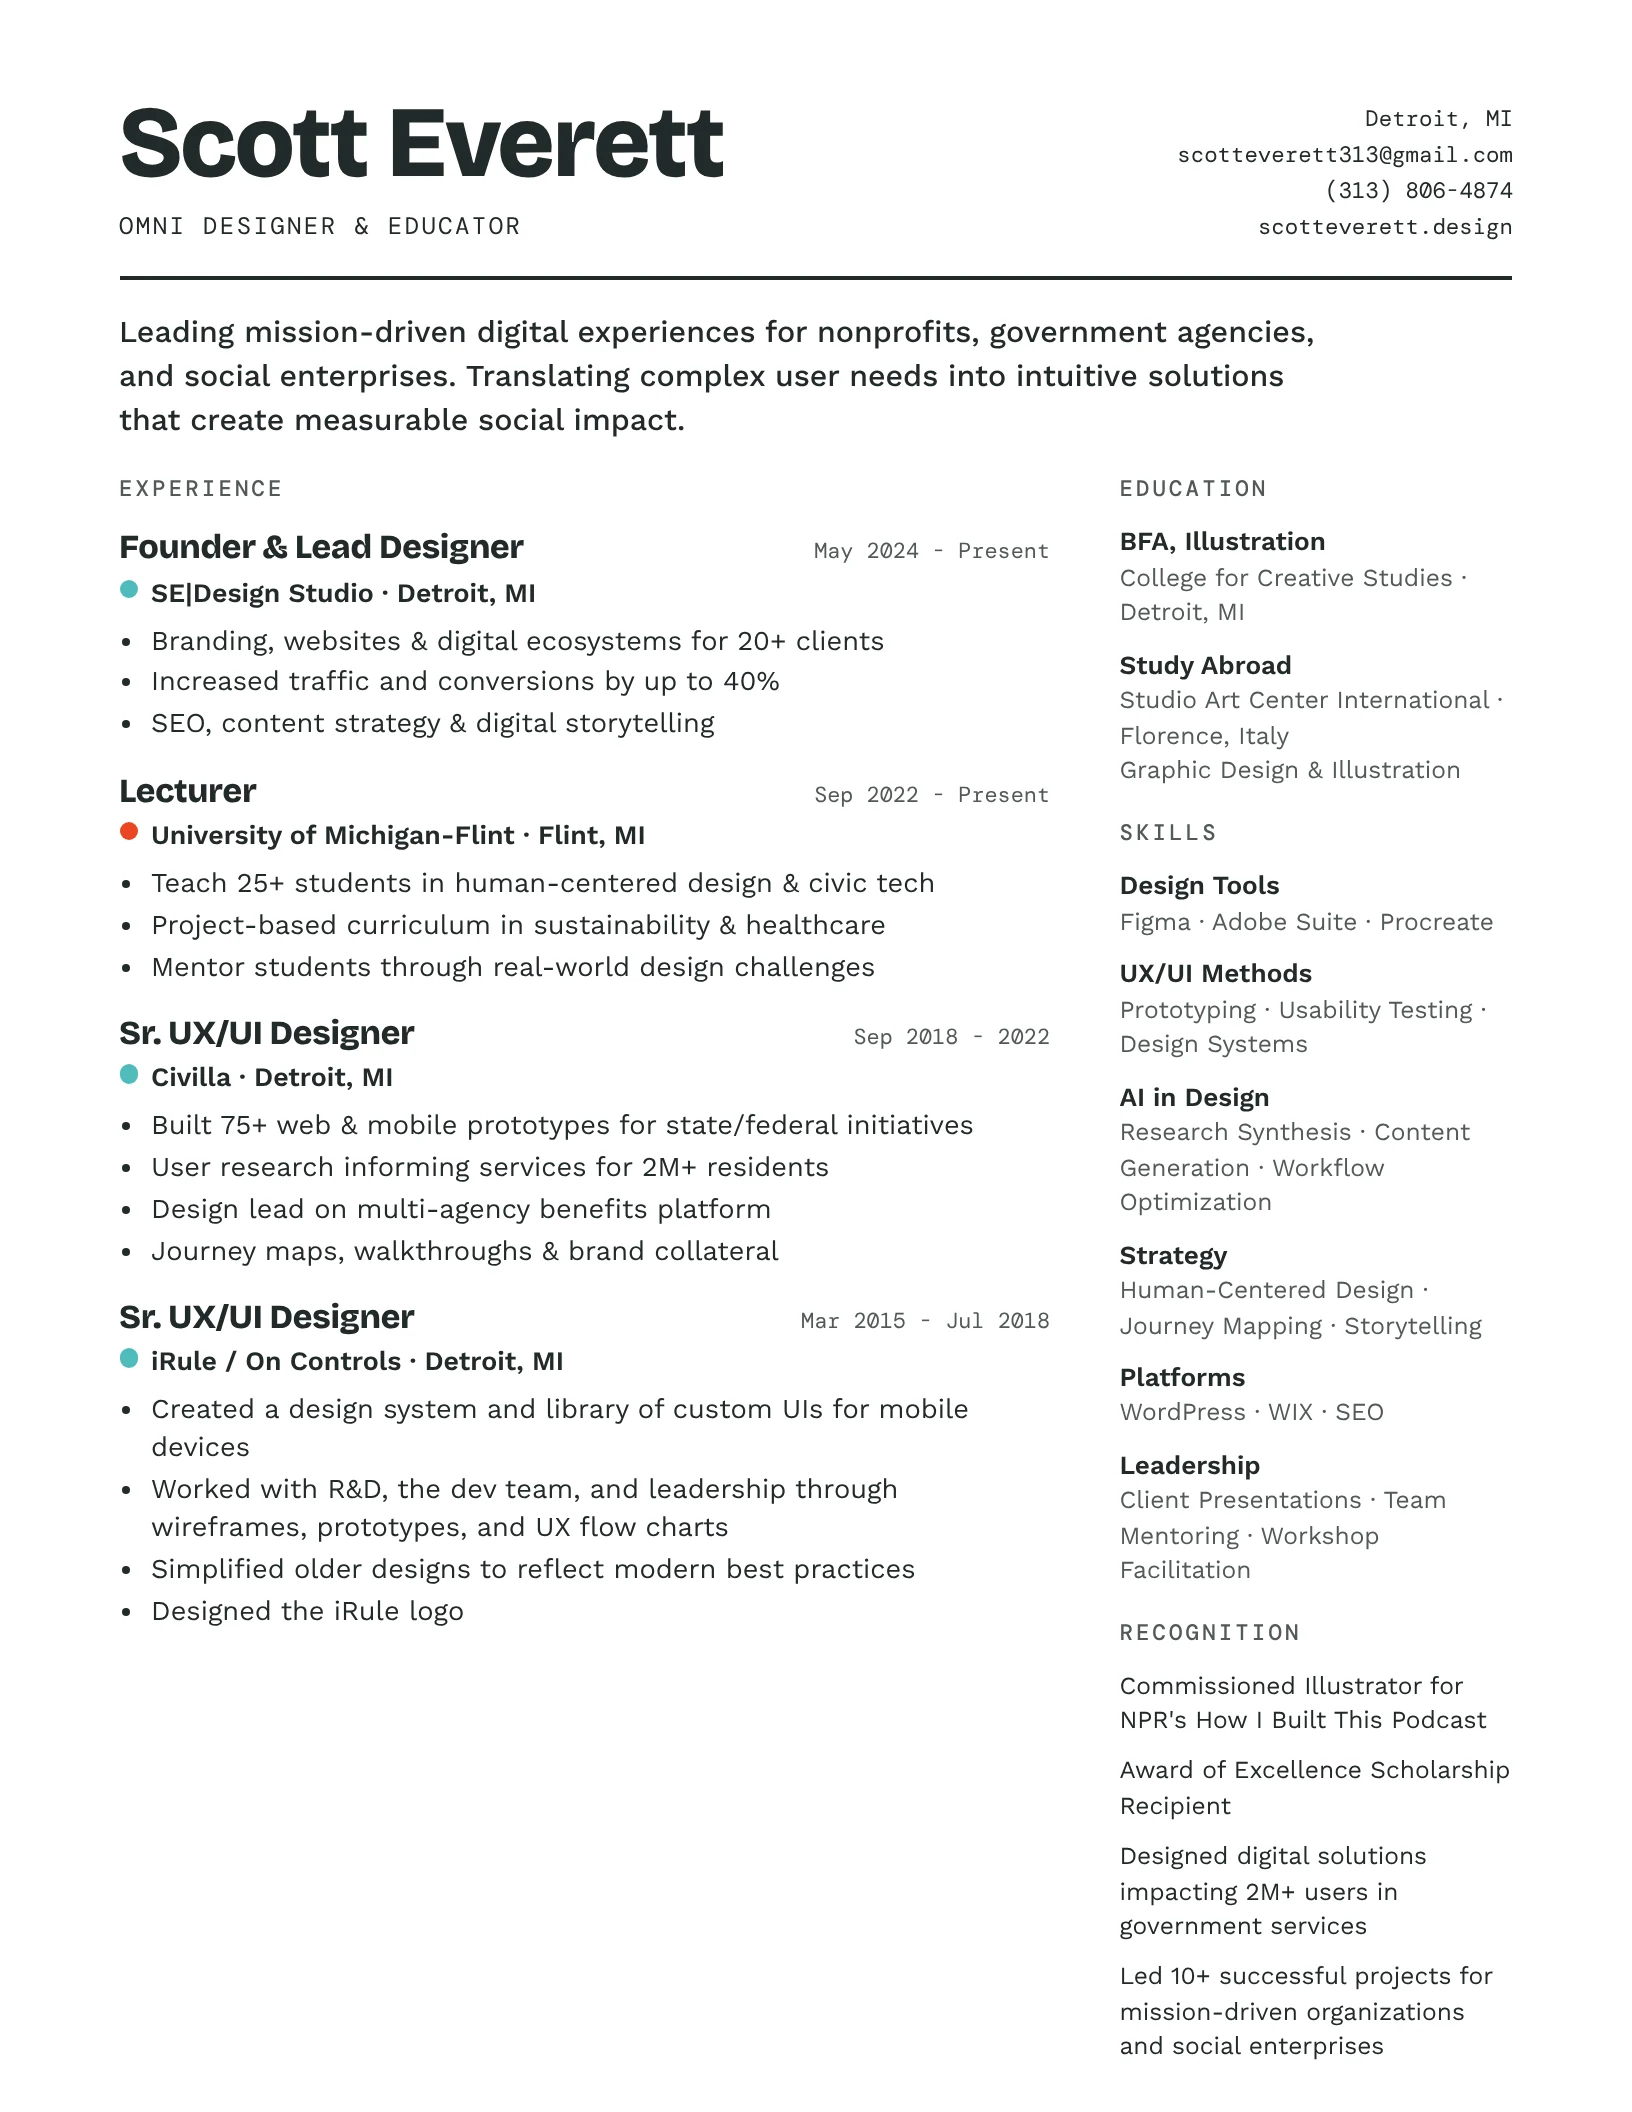 Scott Everett
OMNI DESIGNER & EDUCATOR
Detroit, MI
scotteverett313@gmail.com
(313) 806-4874
scotteverett.design
Leading mission-driven digital experiences for nonprofits, government agencies,
and social enterprises. Translating complex user needs into intuitive solutions
that create measurable social impact.
EXPERIENCE
Founder & Lead Designer May 2024 - Present
SE|Design Studio · Detroit, MI
• Branding, websites & digital ecosystems for 20+ clients
• Increased traffic and conversions by up to 40%
• SEO, content strategy & digital storytelling
Lecturer Sep 2022 - Present
University of Michigan-Flint · Flint, MI
• Teach 25+ students in human-centered design & civic tech
• Project-based curriculum in sustainability & healthcare
• Mentor students through real-world design challenges
Sr. UX/UI Designer Sep 2018 - 2022
Civilla · Detroit, MI
• Built 75+ web & mobile prototypes for state/federal initiatives
• User research informing services for 2M+ residents
• Design lead on multi-agency benefits platform
• Journey maps, walkthroughs & brand collateral
Sr. UX/UI Designer Mar 2015 - Jul 2018
iRule / On Controls · Detroit, MI
• Created a design system and library of custom UIs for mobile
devices
• Worked with R&D, the dev team, and leadership through
wireframes, prototypes, and UX flow charts
• Simplified older designs to reflect modern best practices
• Designed the iRule logo
EDUCATION
BFA, Illustration
College for Creative Studies ·
Detroit, MI
Study Abroad
Studio Art Center International ·
Florence, Italy
Graphic Design & Illustration
SKILLS
Design Tools
Figma · Adobe Suite · Procreate
UX/UI Methods
Prototyping · Usability Testing ·
Design Systems
AI in Design
Research Synthesis · Content
Generation · Workflow
Optimization
Strategy
Human-Centered Design ·
Journey Mapping · Storytelling
Platforms
WordPress · WIX · SEO
Leadership
Client Presentations · Team
Mentoring · Workshop
Facilitation
RECOGNITION
Commissioned Illustrator for
NPR's How I Built This Podcast
Award of Excellence Scholarship
Recipient
Designed digital solutions
impacting 2M+ users in
government services
Led 10+ successful projects for
mission-driven organizations
and social enterprises